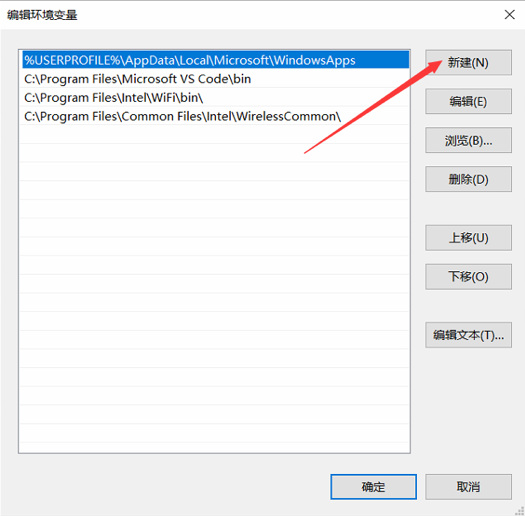 编辑环境变量
%USERPROFILE%\AppData\Local\Microsoft\WindowsApps
C:\Program Files\Microsoft VS Code\bin
C:\Program Files\Intel\WiFi\bin\
C:\Program Files\Common Files\Intel\WirelessCommon\
新建(N)
编辑(E)
浏览(B)...
删除(D)
上移(U)
下移(O)
编辑文本(T)...
确定
取消